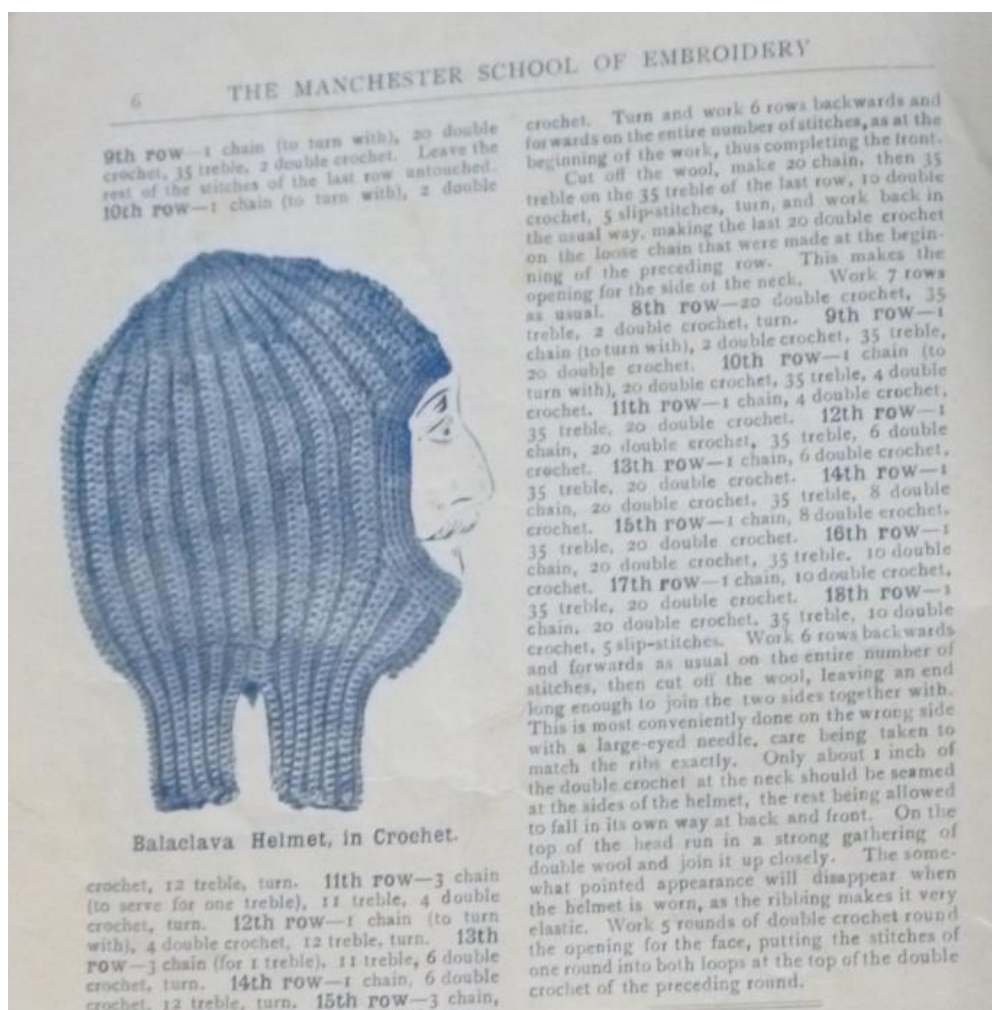 6
THE MANCHESTER SCHOOL OF EMBROIDERY
9th row—1 chain (to turn with), 20 double
crochet, 35 treble, 2 double crochet. Leave the
rest of the stitches of the last row untouched.
10th row—1 chain (to turn with), 2 double
Balaclava Helmet, in Crochet.
crochet, 12 treble, turn. 11th row—3 chain
(to serve for one treble), 11 treble, 4 double
crochet, turn. 12th row—1 chain (to turn
with), 4 double crochet, 12 treble, turn. 13th
row—3 chain (for 1 treble), 11 treble, 6 double
crochet, turn. 14th row—1 chain, 6 double
crochet, 12 treble, turn. 15th row—3 chain,
crochet. Turn and work 6 rows backwards and
forwards on the entire number of stitches, as at the
beginning of the work, thus completing the front.
Cut off the wool, make 20 chain, then 35
treble on the 35 treble of the last row, 10 double
crochet, 5 slip-stitches, turn, and work back in
the usual way, making the last 20 double crochet
on the loose chain that were made at the begin-
ning of the preceding row. This makes the
opening for the side of the neck. Work 7 rows
as usual. 8th row—20 double crochet, 35
treble, 2 double crochet, turn. 9th row—1
chain (to turn with), 2 double crochet, 35 treble,
20 double crochet. 10th row—1 chain (to
turn with), 20 double crochet, 35 treble, 4 double
crochet. 11th row—1 chain, 4 double crochet,
35 treble, 20 double crochet. 12th row—1
chain, 20 double crochet, 35 treble, 6 double
crochet. 13th row—1 chain, 6 double crochet,
35 treble, 20 double crochet. 14th row—1
chain, 20 double crochet, 35 treble, 8 double
crochet. 15th row—1 chain, 8 double crochet,
35 treble, 20 double crochet. 16th row—1
chain, 20 double crochet, 35 treble, 10 double
crochet. 17th row—1 chain, 10 double crochet,
35 treble, 20 double crochet. 18th row—1
chain, 20 double crochet, 35 treble, 10 double
crochet, 5 slip-stitches. Work 6 rows backwards
and forwards as usual on the entire number of
stitches, then cut off the wool, leaving an end
long enough to join the two sides together with.
This is most conveniently done on the wrong side
with a large-eyed needle, care being taken to
match the ribs exactly. Only about 1 inch of
the double crochet at the neck should be seamed
at the sides of the helmet, the rest being allowed
to fall in its own way at back and front. On the
top of the head run in a strong gathering of
double wool and join it up closely. The some-
what pointed appearance will disappear when
the helmet is worn, as the ribbing makes it very
elastic. Work 5 rounds of double crochet round
the opening for the face, putting the stitches of
one round into both loops at the top of the double
crochet of the preceding round.